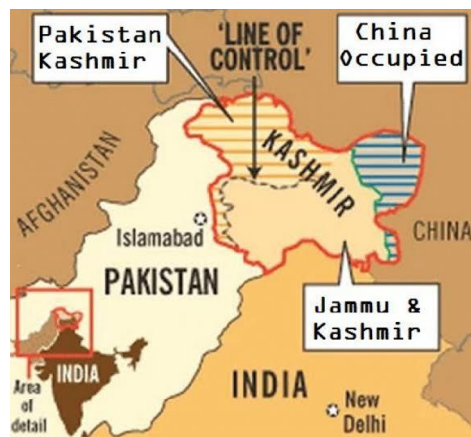 Pakistan
Kashmir
'LINE OF
CONTROL'
China
Occupied
KASHMIR
AFGHANISTAN
Islamabad
CHINA
PAKISTAN
Jammu &
Kashmir
INDIA
Area
of
detail
INDIA
New
Delhi